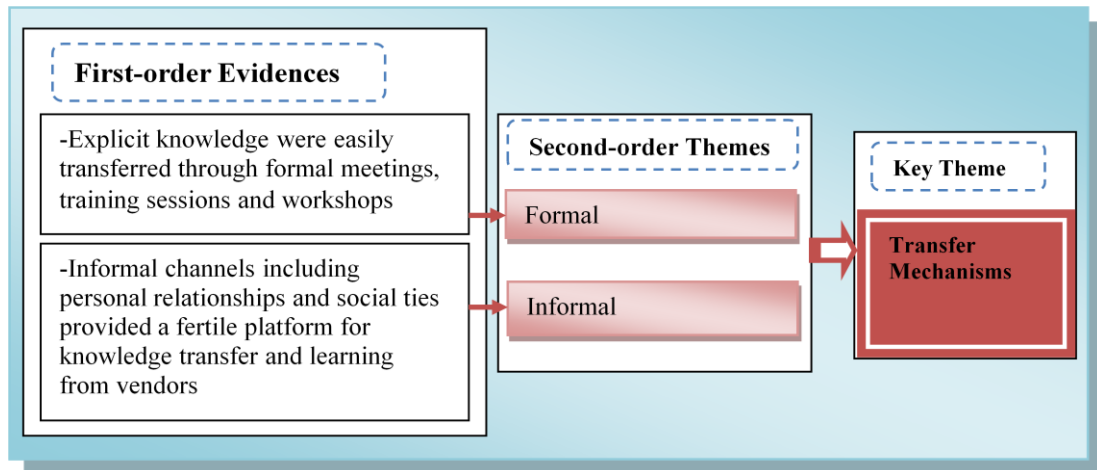 First-order Evidences
-Explicit knowledge were easily
transferred through formal meetings,
training sessions and workshops
-Informal channels including
personal relationships and social ties
provided a fertile platform for
knowledge transfer and learning
from vendors
Second-order Themes
Formal
Informal
Key Theme
Transfer
Mechanisms